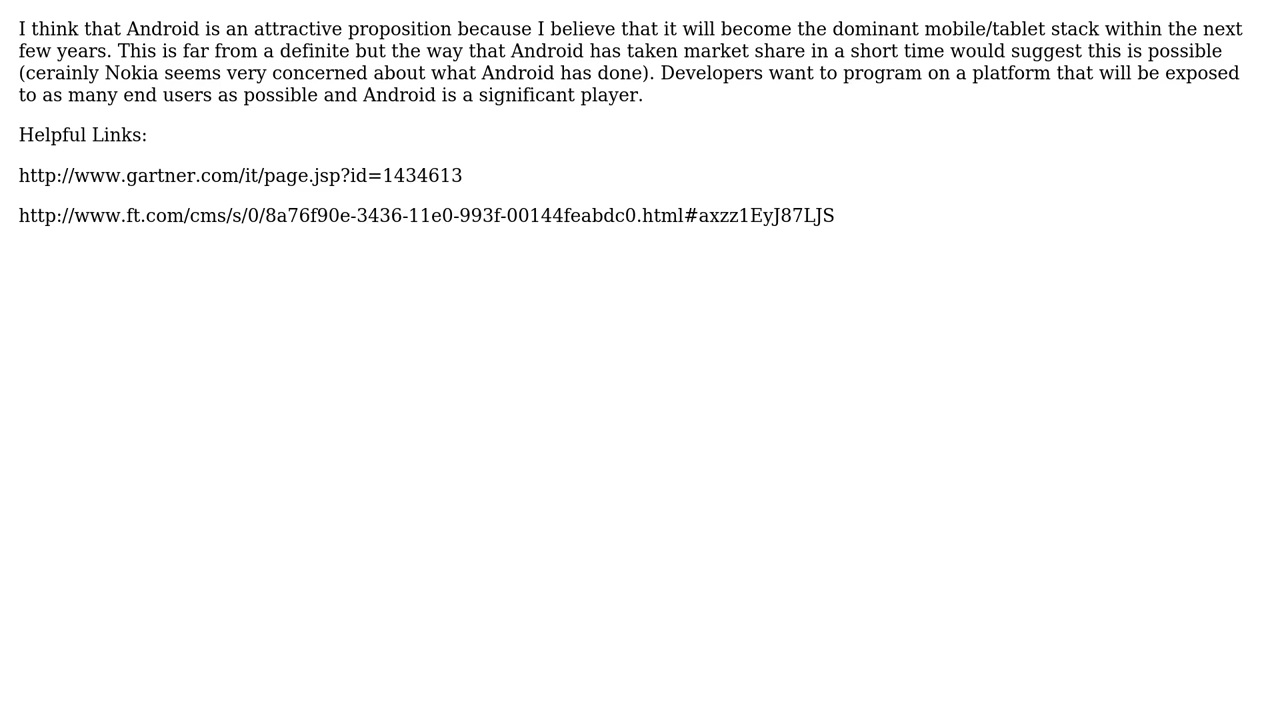 I think that Android is an attractive proposition because I believe that it will become the dominant mobile/tablet stack within the next
few years. This is far from a definite but the way that Android has taken market share in a short time would suggest this is possible
(cerainly Nokia seems very concerned about what Android has done). Developers want to program on a platform that will be exposed
to as many end users as possible and Android is a significant player.
Helpful Links:
http://www.gartner.com/it/page.jsp?id=1434613
http://www.ft.com/cms/s/0/8a76f90e-3436-11e0-993f-00144feabdc0.html#axzz1EyJ87LJS